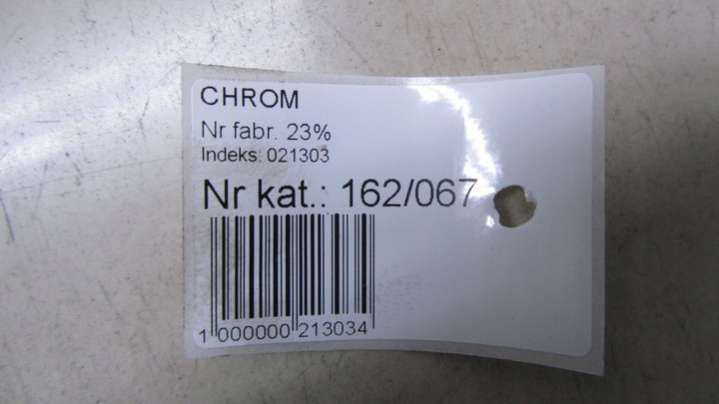 CHROM
Nr fabr. 23%
Indeks: 021303
Nr kat.: 162/067
1 000000 213034